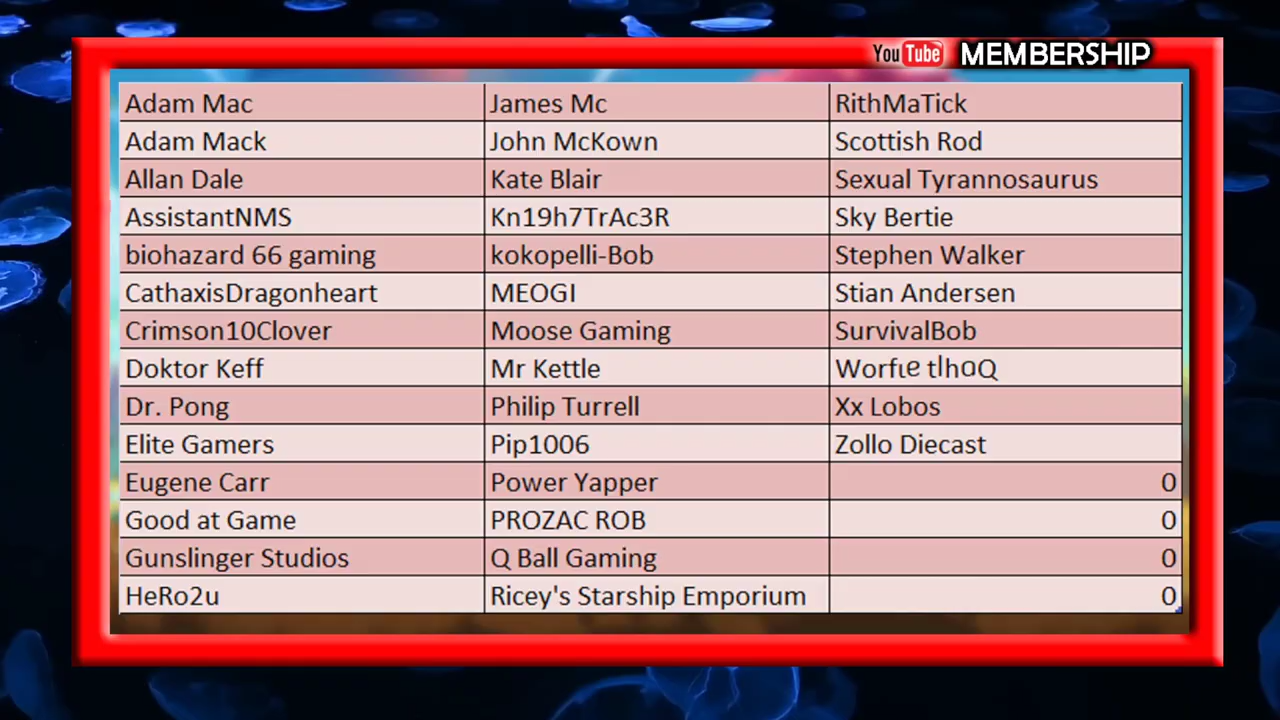 YouTube MEMBERSHIP
Adam Mac James Mc RithMaTick
Adam Mack John McKown Scottish Rod
Allan Dale Kate Blair Sexual Tyrannosaurus
AssistantNMS Kn19h7TrAc3R Sky Bertie
biohazard 66 gaming kokopelli-Bob Stephen Walker
CathaxisDragonheart MEOGI Stian Andersen
Crimson10Clover Moose Gaming SurvivalBob
Doktor Keff Mr Kettle Worfιҽ tlhαQ
Dr. Pong Philip Turrell Xx Lobos
Elite Gamers Pip1006 Zollo Diecast
Eugene Carr Power Yapper 0
Good at Game PROZAC ROB 0
Gunslinger Studios Q Ball Gaming 0
HeRo2u Ricey's Starship Emporium 0